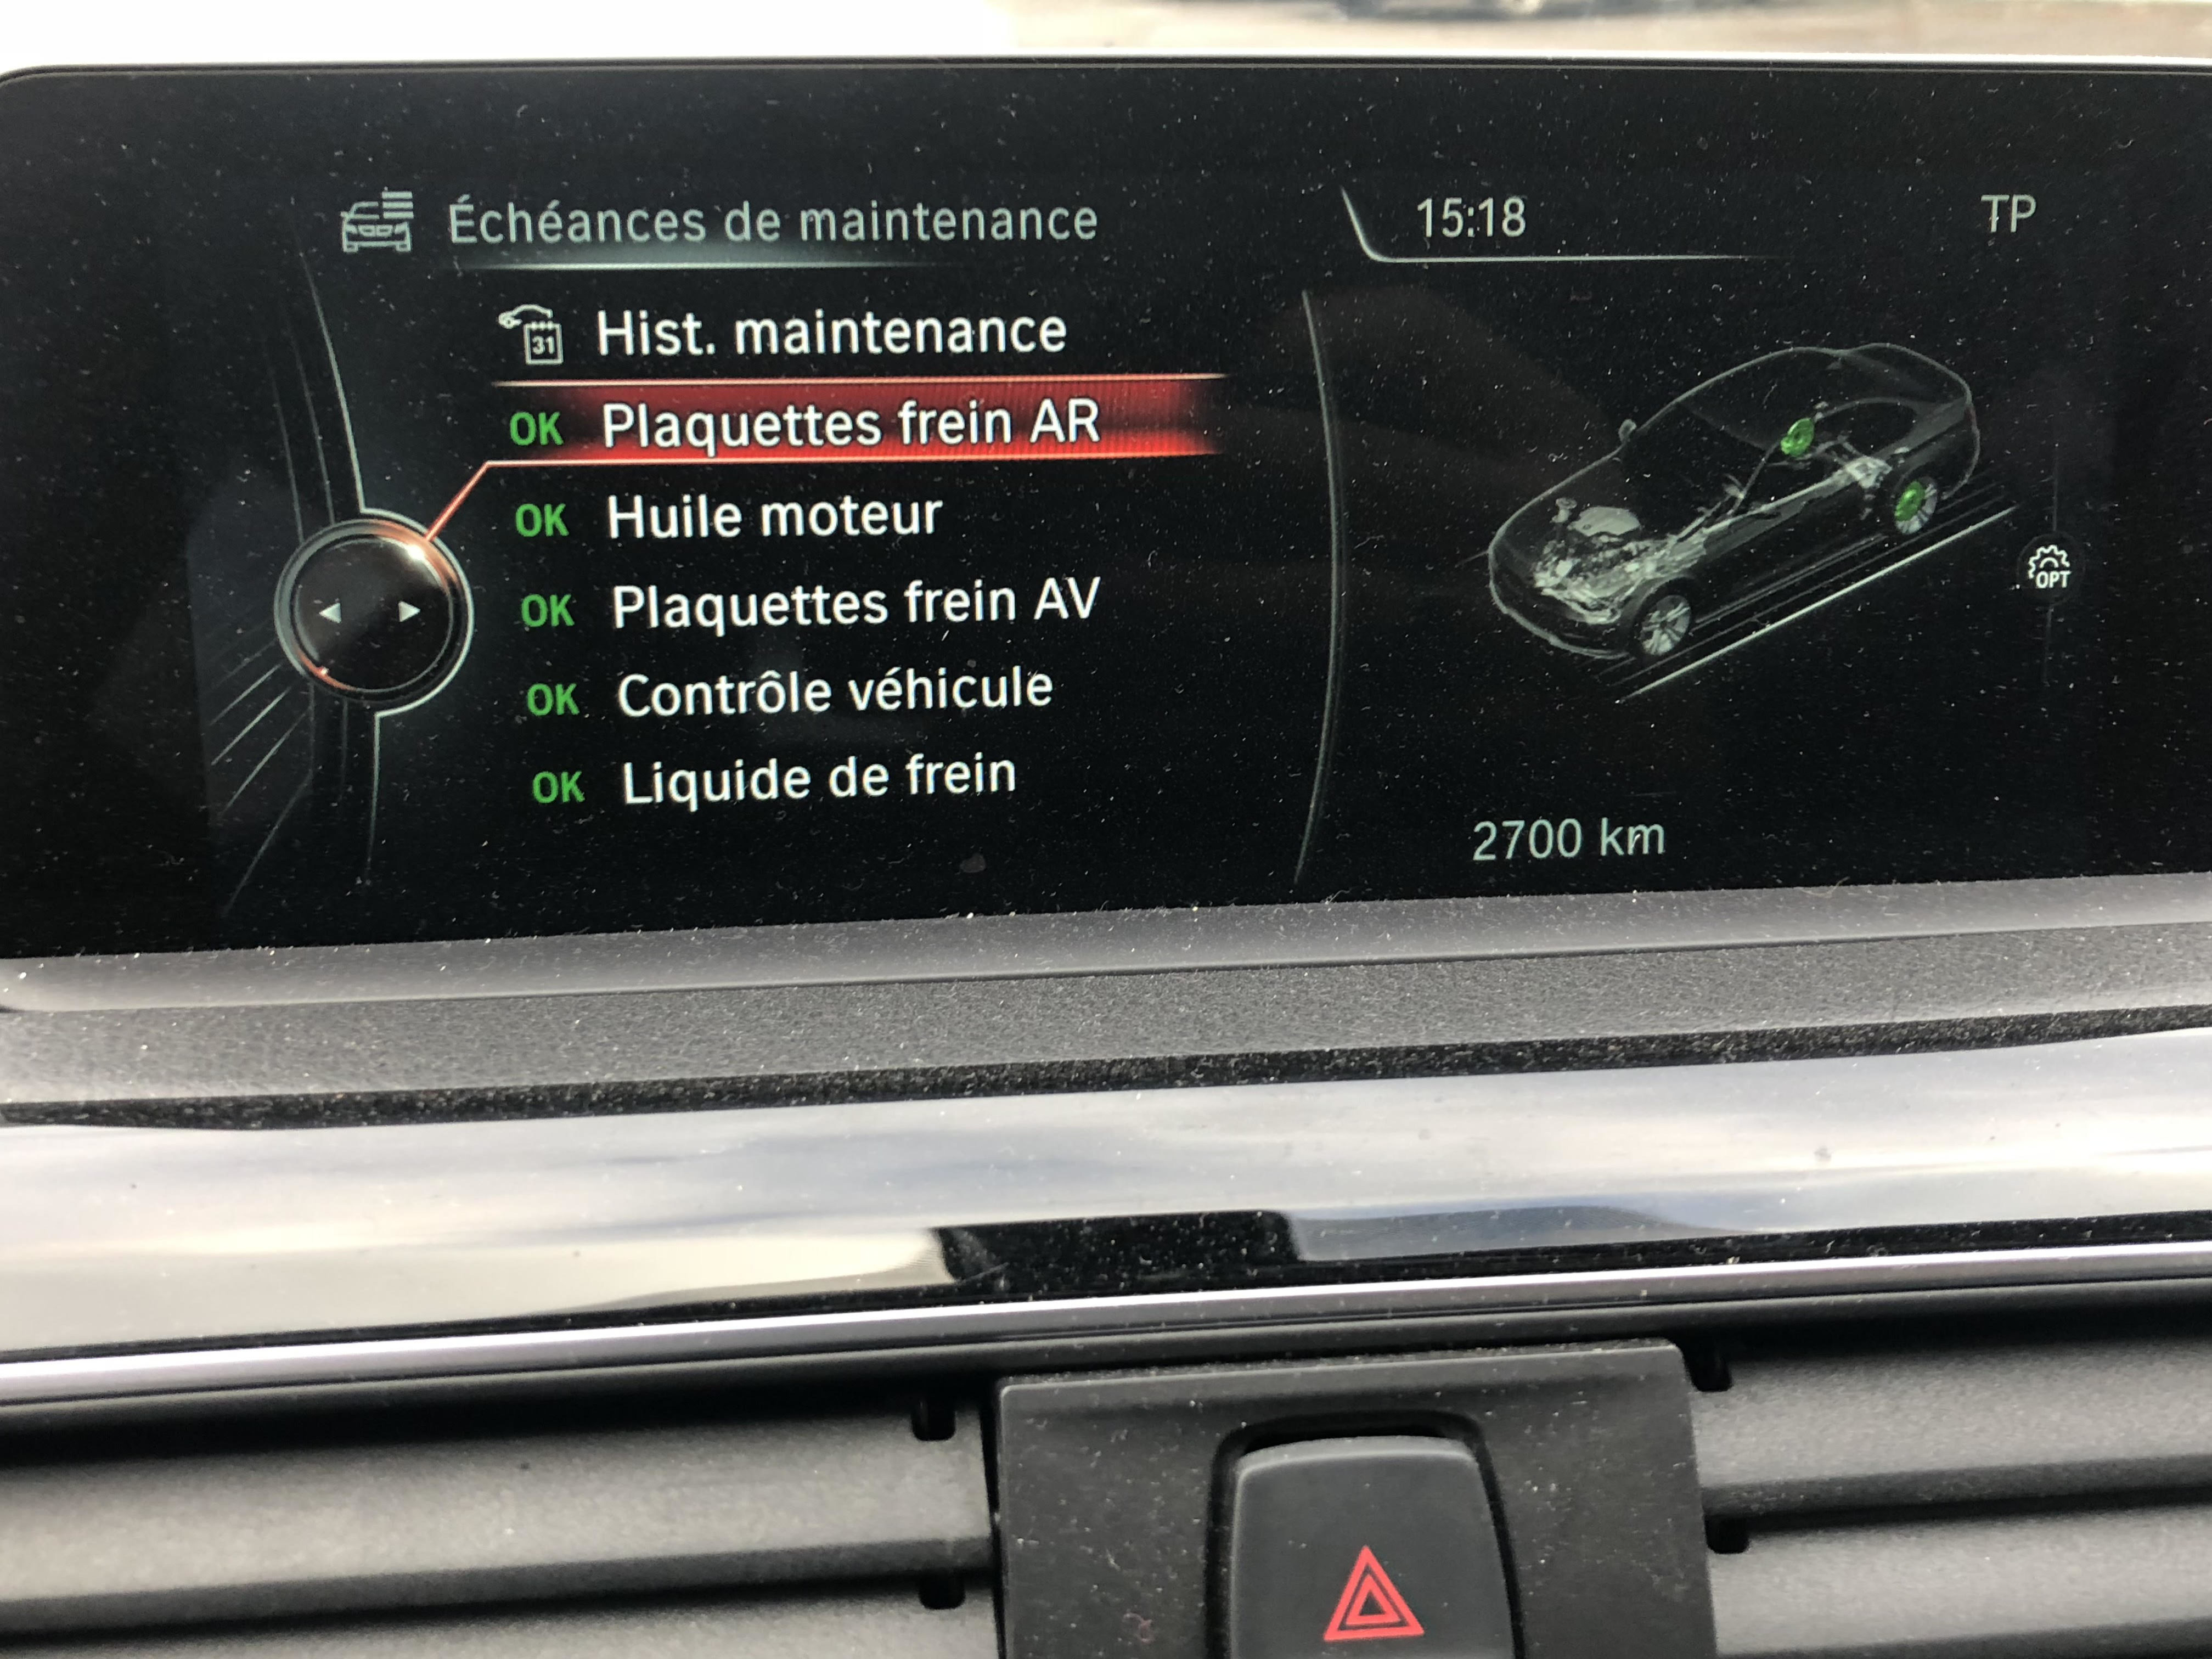 Échéances de maintenance
15:18
TP
31
Hist. maintenance
OK Plaquettes frein AR
OK Huile moteur
OK Plaquettes frein AV
OK Contrôle véhicule
OK Liquide de frein
OPT
2700 km